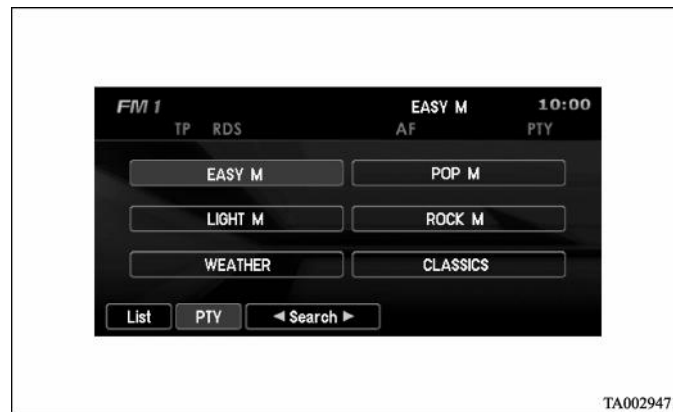 FM 1 EASY M 10:00
TP RDS AF PTY
EASY M POP M
LIGHT M ROCK M
WEATHER CLASSICS
List PTY ◄ Search ►
TA002947